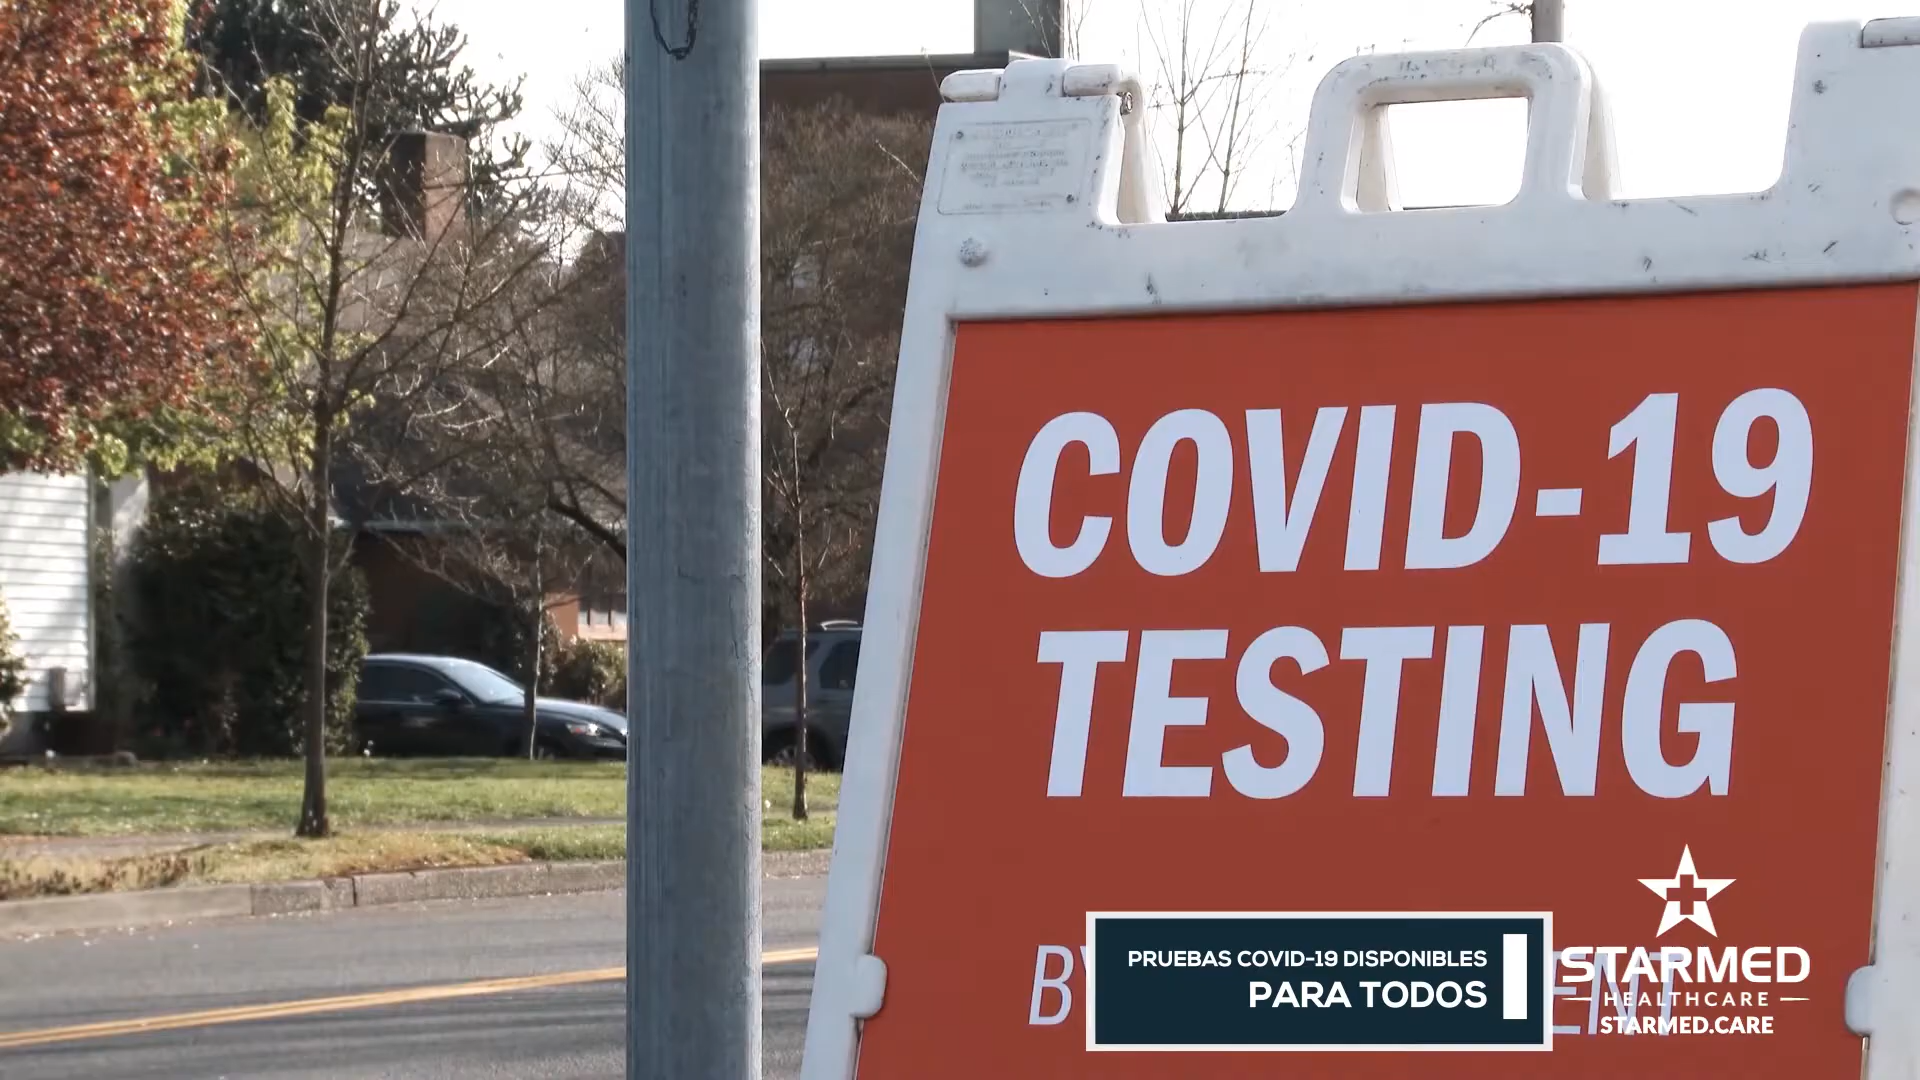 COVID-19
TESTING
PRUEBAS COVID-19 DISPONIBLES
PARA TODOS
STARMED
HEALTHCARE
STARMED.CARE